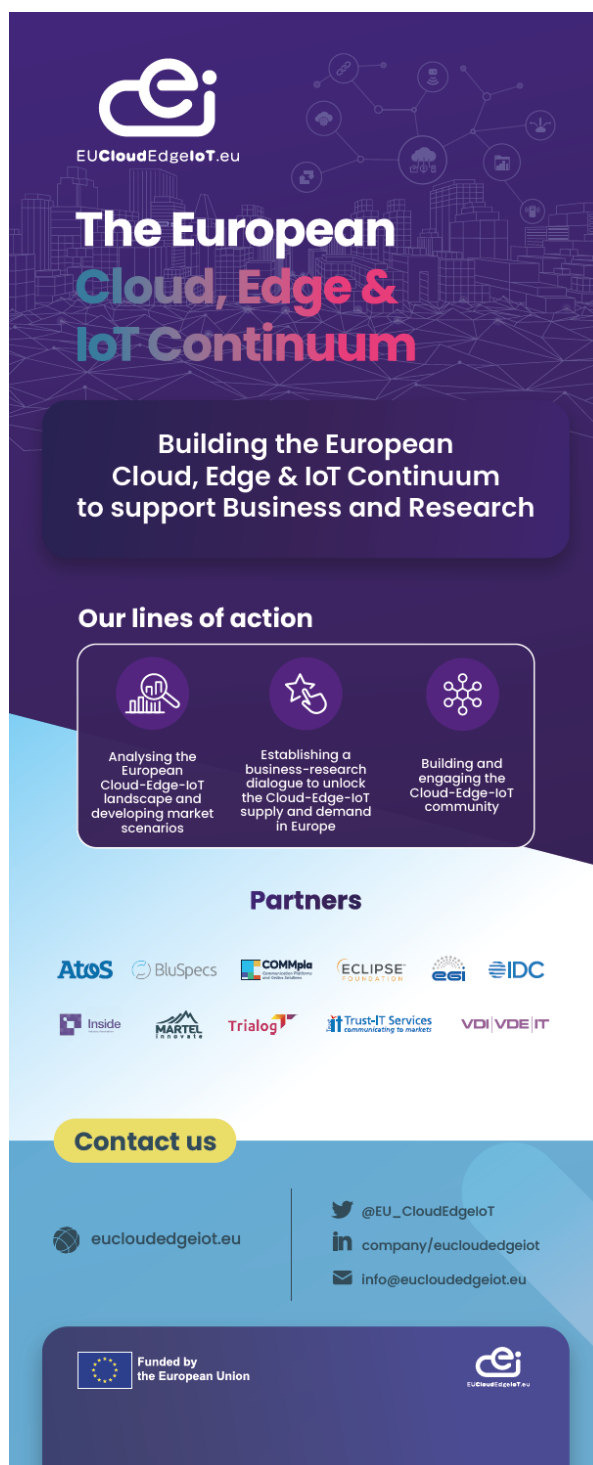 EUCloudEdgeIoT.eu
The European
Cloud, Edge &
IoT Continuum
Building the European
Cloud, Edge & IoT Continuum
to support Business and Research
Our lines of action
Analysing the
European
Cloud-Edge-IoT
landscape and
developing market
scenarios
Establishing a
business-research
dialogue to unlock
the Cloud-Edge-IoT
supply and demand
in Europe
Building and
engaging the
Cloud-Edge-IoT
community
Partners
Atos
BluSpecs
COMMpla
Communication Platforms
and Online Solutions
ECLIPSE
FOUNDATION
egi
IDC
Inside
MARTEL
Innovate
Trialog
Trust-IT Services
communicating to markets
VDI|VDE|IT
Contact us
eucloudedgeiot.eu
@EU_CloudEdgeIoT
company/eucloudedgeiot
info@eucloudedgeiot.eu
Funded by
the European Union
EUCloudEdgeIoT.eu